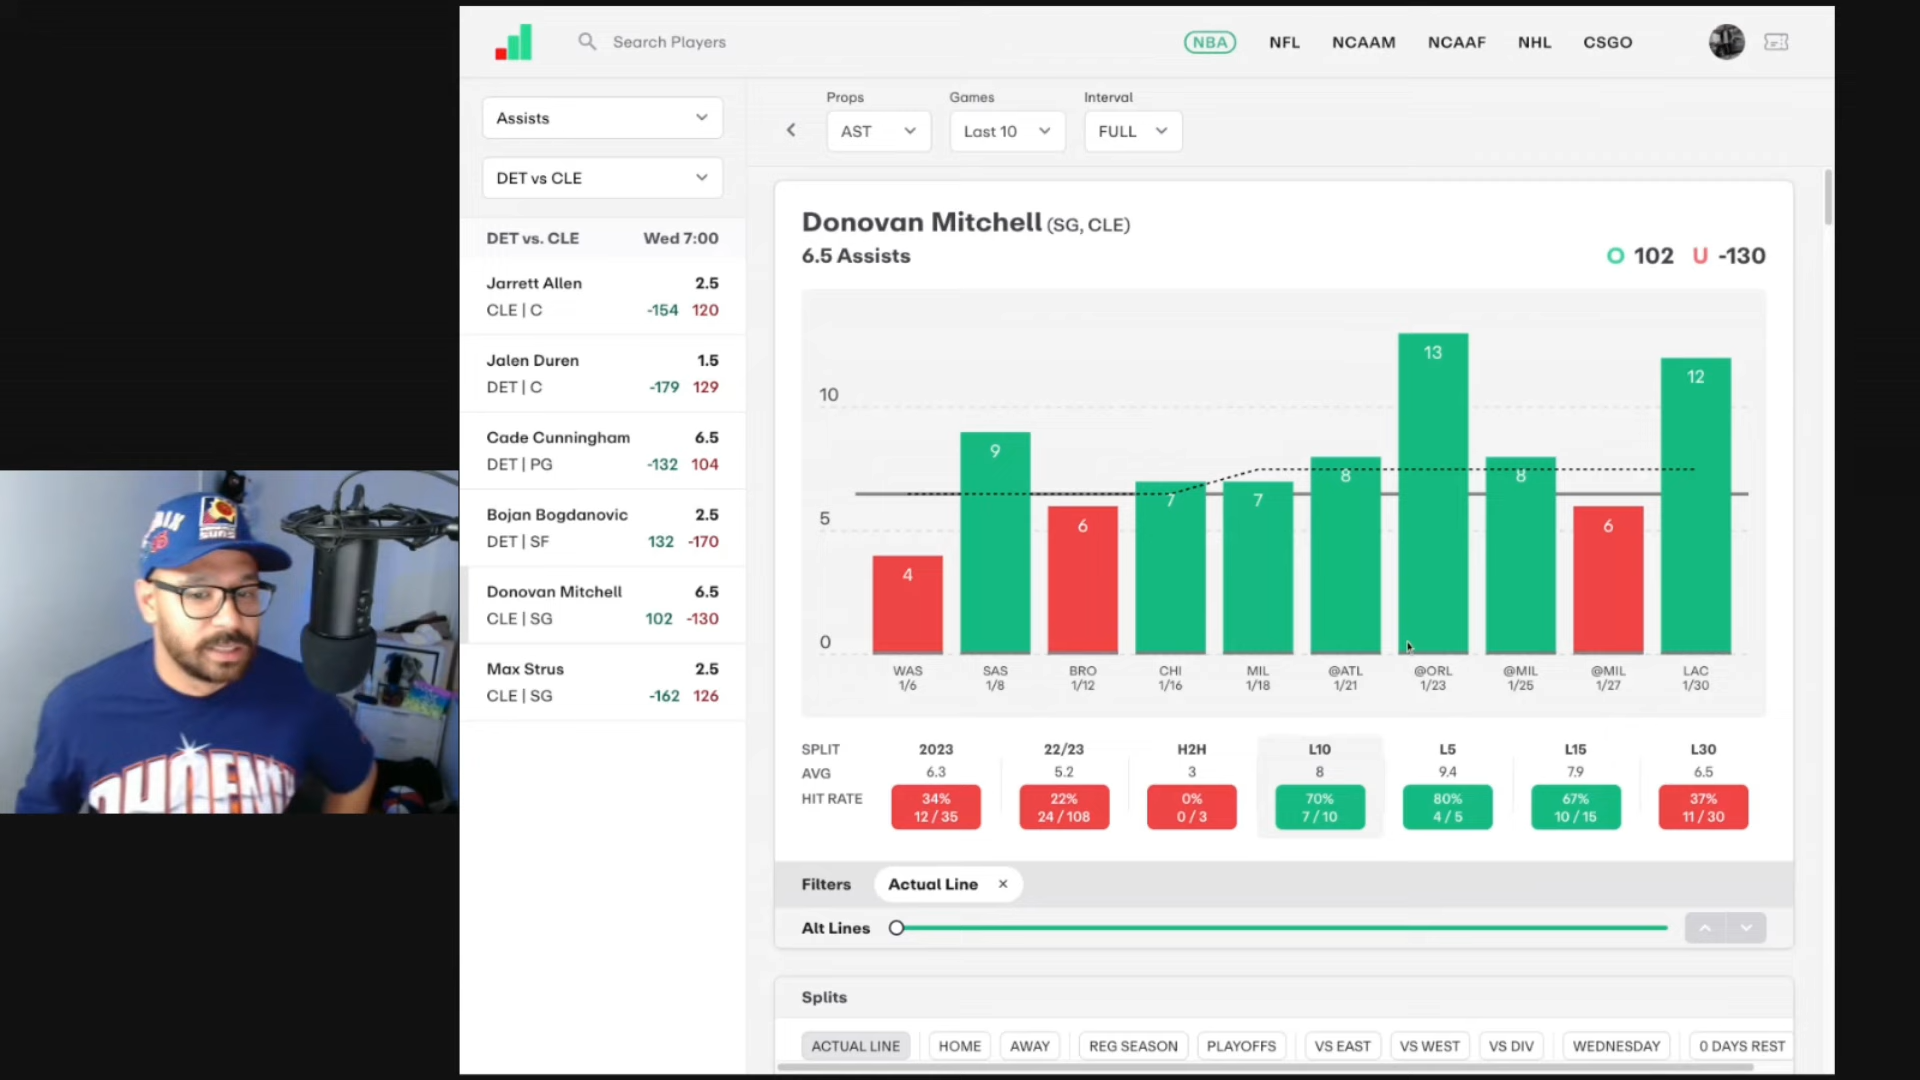 Search Players
NBA NFL NCAAM NCAAF NHL CSGO
Assists
DET vs CLE
DET vs. CLE Wed 7:00
Jarrett Allen 2.5
CLE | C -154 120
Jalen Duren 1.5
DET | C -179 129
Cade Cunningham 6.5
DET | PG -132 104
Bojan Bogdanovic 2.5
DET | SF 132 -170
Donovan Mitchell 6.5
CLE | SG 102 -130
Max Strus 2.5
CLE | SG -162 126
Props Games Interval
AST Last 10 FULL
Donovan Mitchell (SG, CLE)
6.5 Assists O 102 U -130
10
5
0
4 9 6 7 7 8 13 8 6 12
WAS SAS BRO CHI MIL @ATL @ORL @MIL @MIL LAC
1/6 1/8 1/12 1/16 1/18 1/21 1/23 1/25 1/27 1/30
SPLIT 2023 22/23 H2H L10 L5 L15 L30
AVG 6.3 5.2 3 8 9.4 7.9 6.5
HIT RATE 34% 22% 0% 70% 80% 67% 37%
12 / 35 24 / 108 0 / 3 7 / 10 4 / 5 10 / 15 11 / 30
Filters Actual Line ×
Alt Lines
Splits
ACTUAL LINE HOME AWAY REG SEASON PLAYOFFS VS EAST VS WEST VS DIV WEDNESDAY 0 DAYS REST